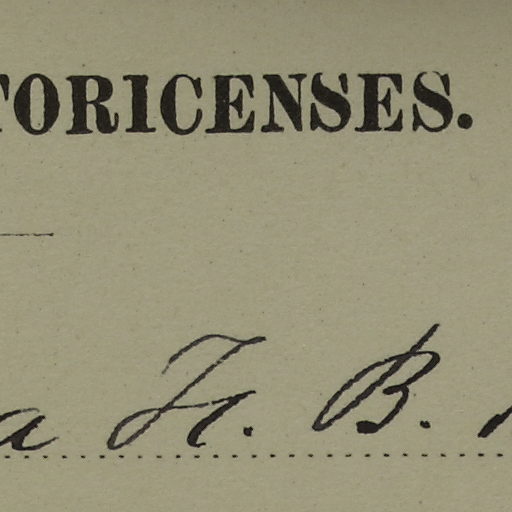 TORICENSES.
a H. B.